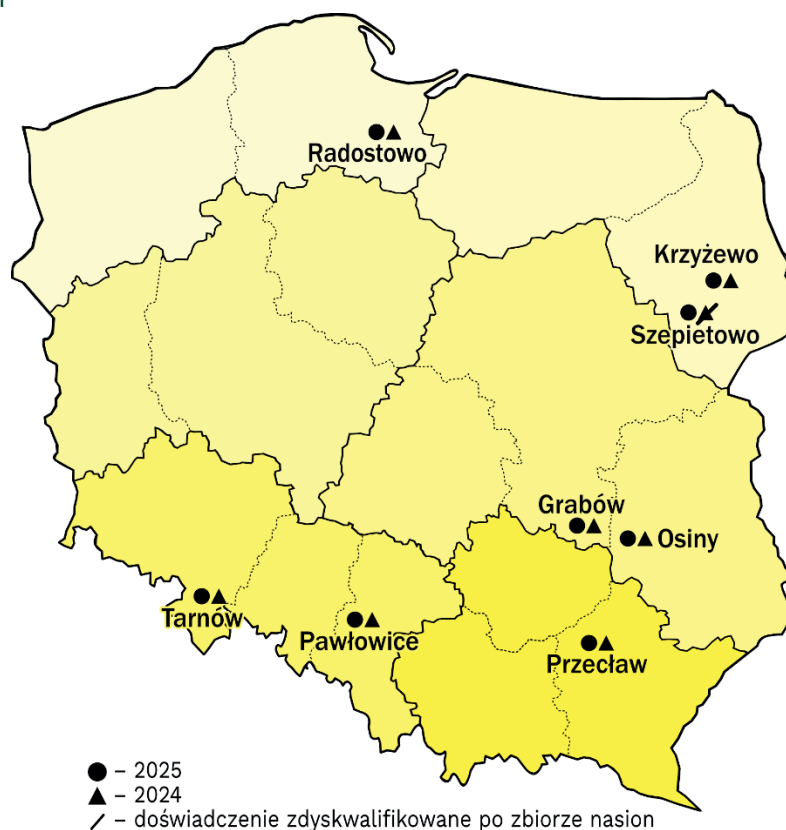 Radostowo
Krzyżewo
Szepietowo
Grabów
Osiny
Tarnów
Pawłowice
Przecław
– 2025
– 2024
– doświadczenie zdyskwalifikowane po zbiorze nasion